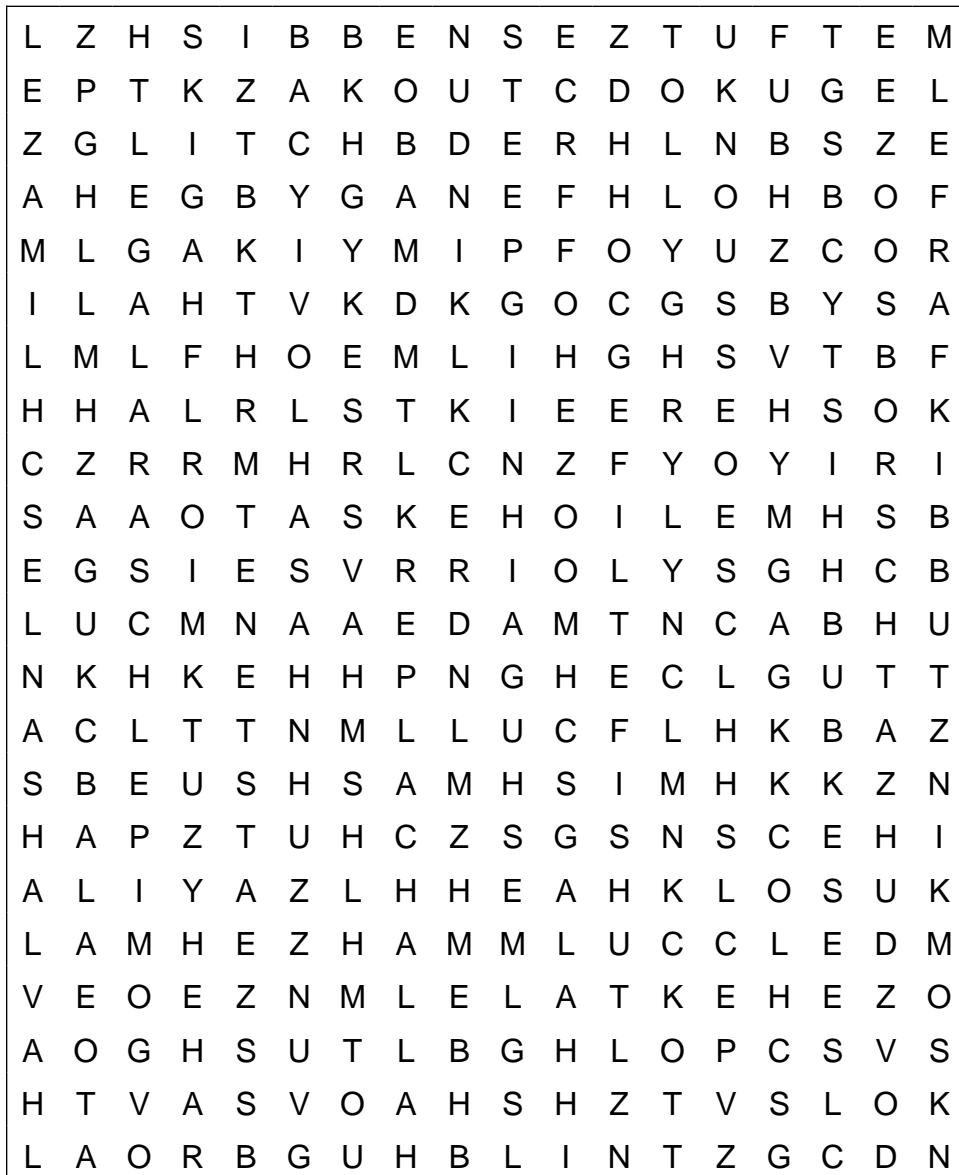 L Z H S I B B E N S E Z T U F T E M
E P T K Z A K O U T C D O K U G E L
Z G L I T C H B D E R H L N B S Z E
A H E G B Y G A N E F H L O H B O F
M L G A K I Y M I P F O Y U Z C O R
I L A H T V K D K G O C G S B Y S A
L M L F H O E M L I H G H S V T B F
H H A L R L S T K I E E R E H S O K
C Z R R M H R L C N Z F Y O Y I R I
S A A O T A S K E H O I L E M H S B
E G S I E S V R R I O L Y S G H C B
L U C M N A A E D A M T N C A B H U
N K H K E H H P N G H E C L G U T T
A C L T T N M L L U C F L H K B A Z
S B E U S H S A M H S I M H K K Z N
H A P Z T U H C Z S G S N S C E H I
A L I Y A Z L H H E A H K L O S U K
L A M H E Z H A M M L U C C L E D M
V E O E Z N M L E L A T K E H E Z O
A O G H S U T L B G H L O P C S V S
H T V A S V O A H S H Z T V S L O K
L A O R B G U H B L I N T Z G C D N